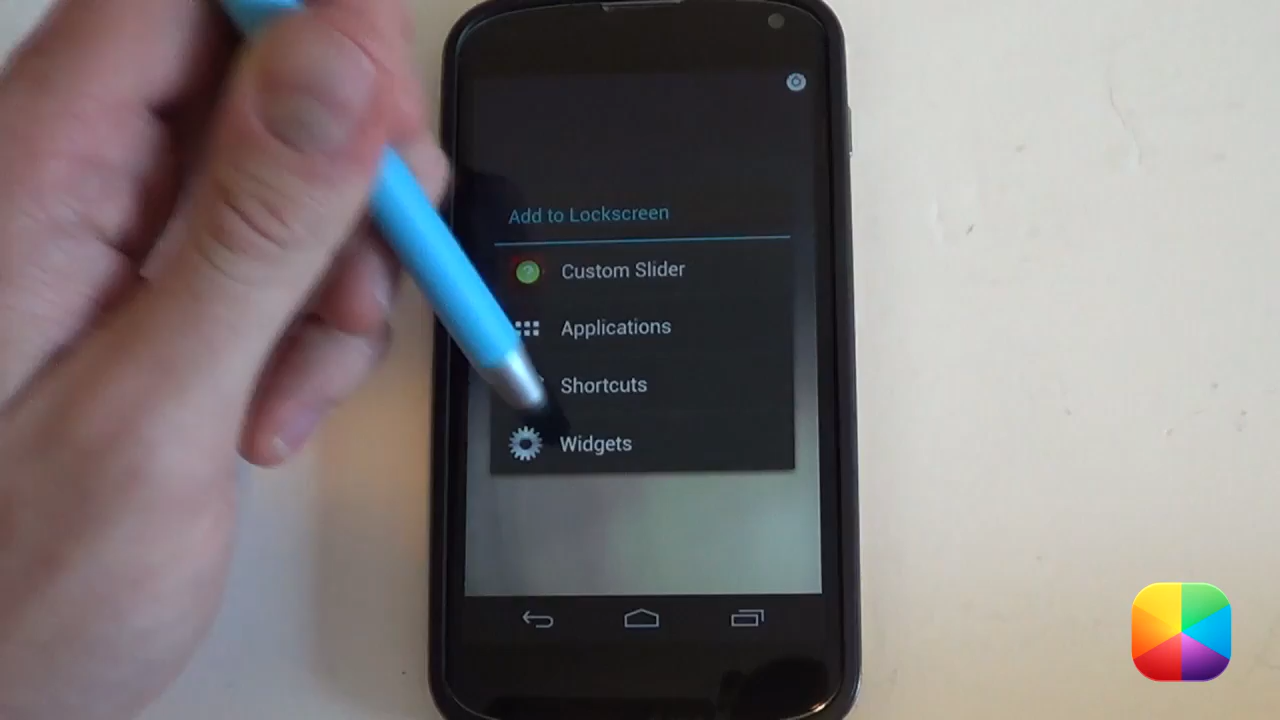 Add to Lockscreen
Custom Slider
Applications
Shortcuts
Widgets